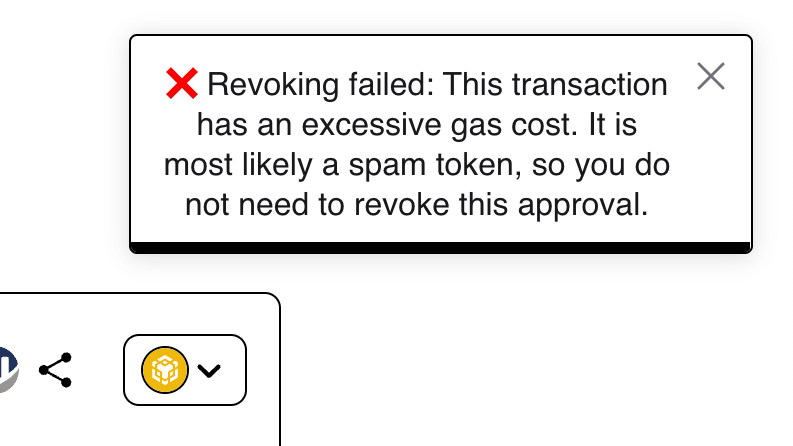 ❌ Revoking failed: This transaction
has an excessive gas cost. It is
most likely a spam token, so you do
not need to revoke this approval.